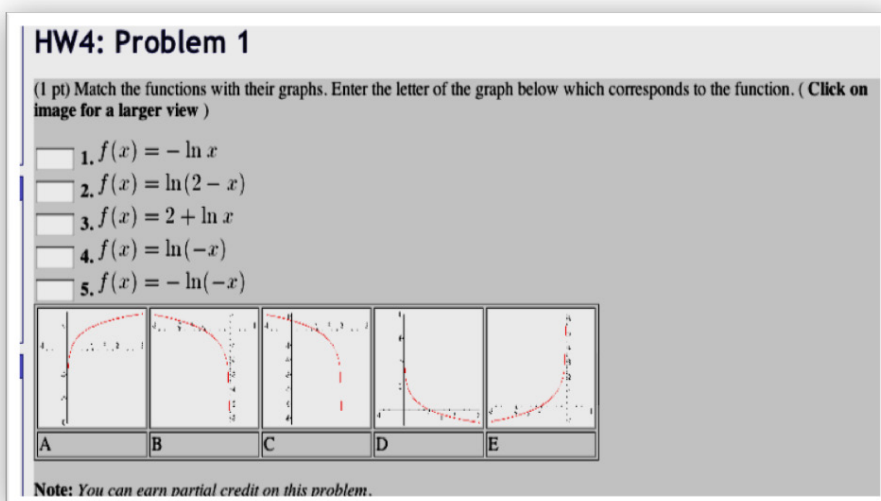 HW4: Problem 1
(1 pt) Match the functions with their graphs. Enter the letter of the graph below which corresponds to the function. ( Click on
image for a larger view )
1. f(x) = − ln x
2. f(x) = ln(2 − x)
3. f(x) = 2 + ln x
4. f(x) = ln(−x)
5. f(x) = − ln(−x)
A B C D E
Note: You can earn partial credit on this problem.